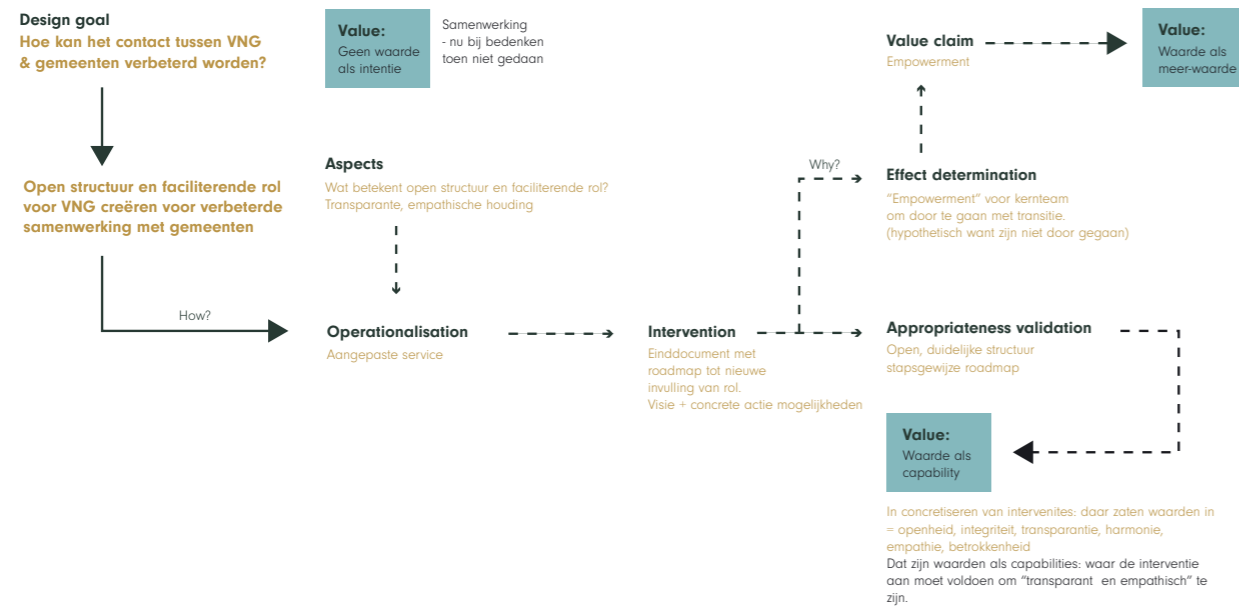 Design goal
Hoe kan het contact tussen VNG
& gemeenten verbeterd worden?
Value:
Geen waarde
als intentie
Samenwerking
- nu bij bedenken
toen niet gedaan
Value claim
Empowerment
Value:
Waarde als
meer-waarde
Open structuur en faciliterende rol
voor VNG creëren voor verbeterde
samenwerking met gemeenten
Aspects
Wat betekent open structuur en faciliterende rol?
Transparante, empathische houding
Why?
Effect determination
“Empowerment” voor kernteam
om door te gaan met transitie.
(hypothetisch want zijn niet door gegaan)
How?
Operationalisation
Aangepaste service
Intervention
Einddocument met
roadmap tot nieuwe
invulling van rol.
Visie + concrete actie mogelijkheden
Appropriateness validation
Open, duidelijke structuur
stapsgewijze roadmap
Value:
Waarde als
capability
In concretiseren van intervenites: daar zaten waarden in
= openheid, integriteit, transparantie, harmonie,
empathie, betrokkenheid
Dat zijn waarden als capabilities: waar de interventie
aan moet voldoen om “transparant en empathisch” te
zijn.